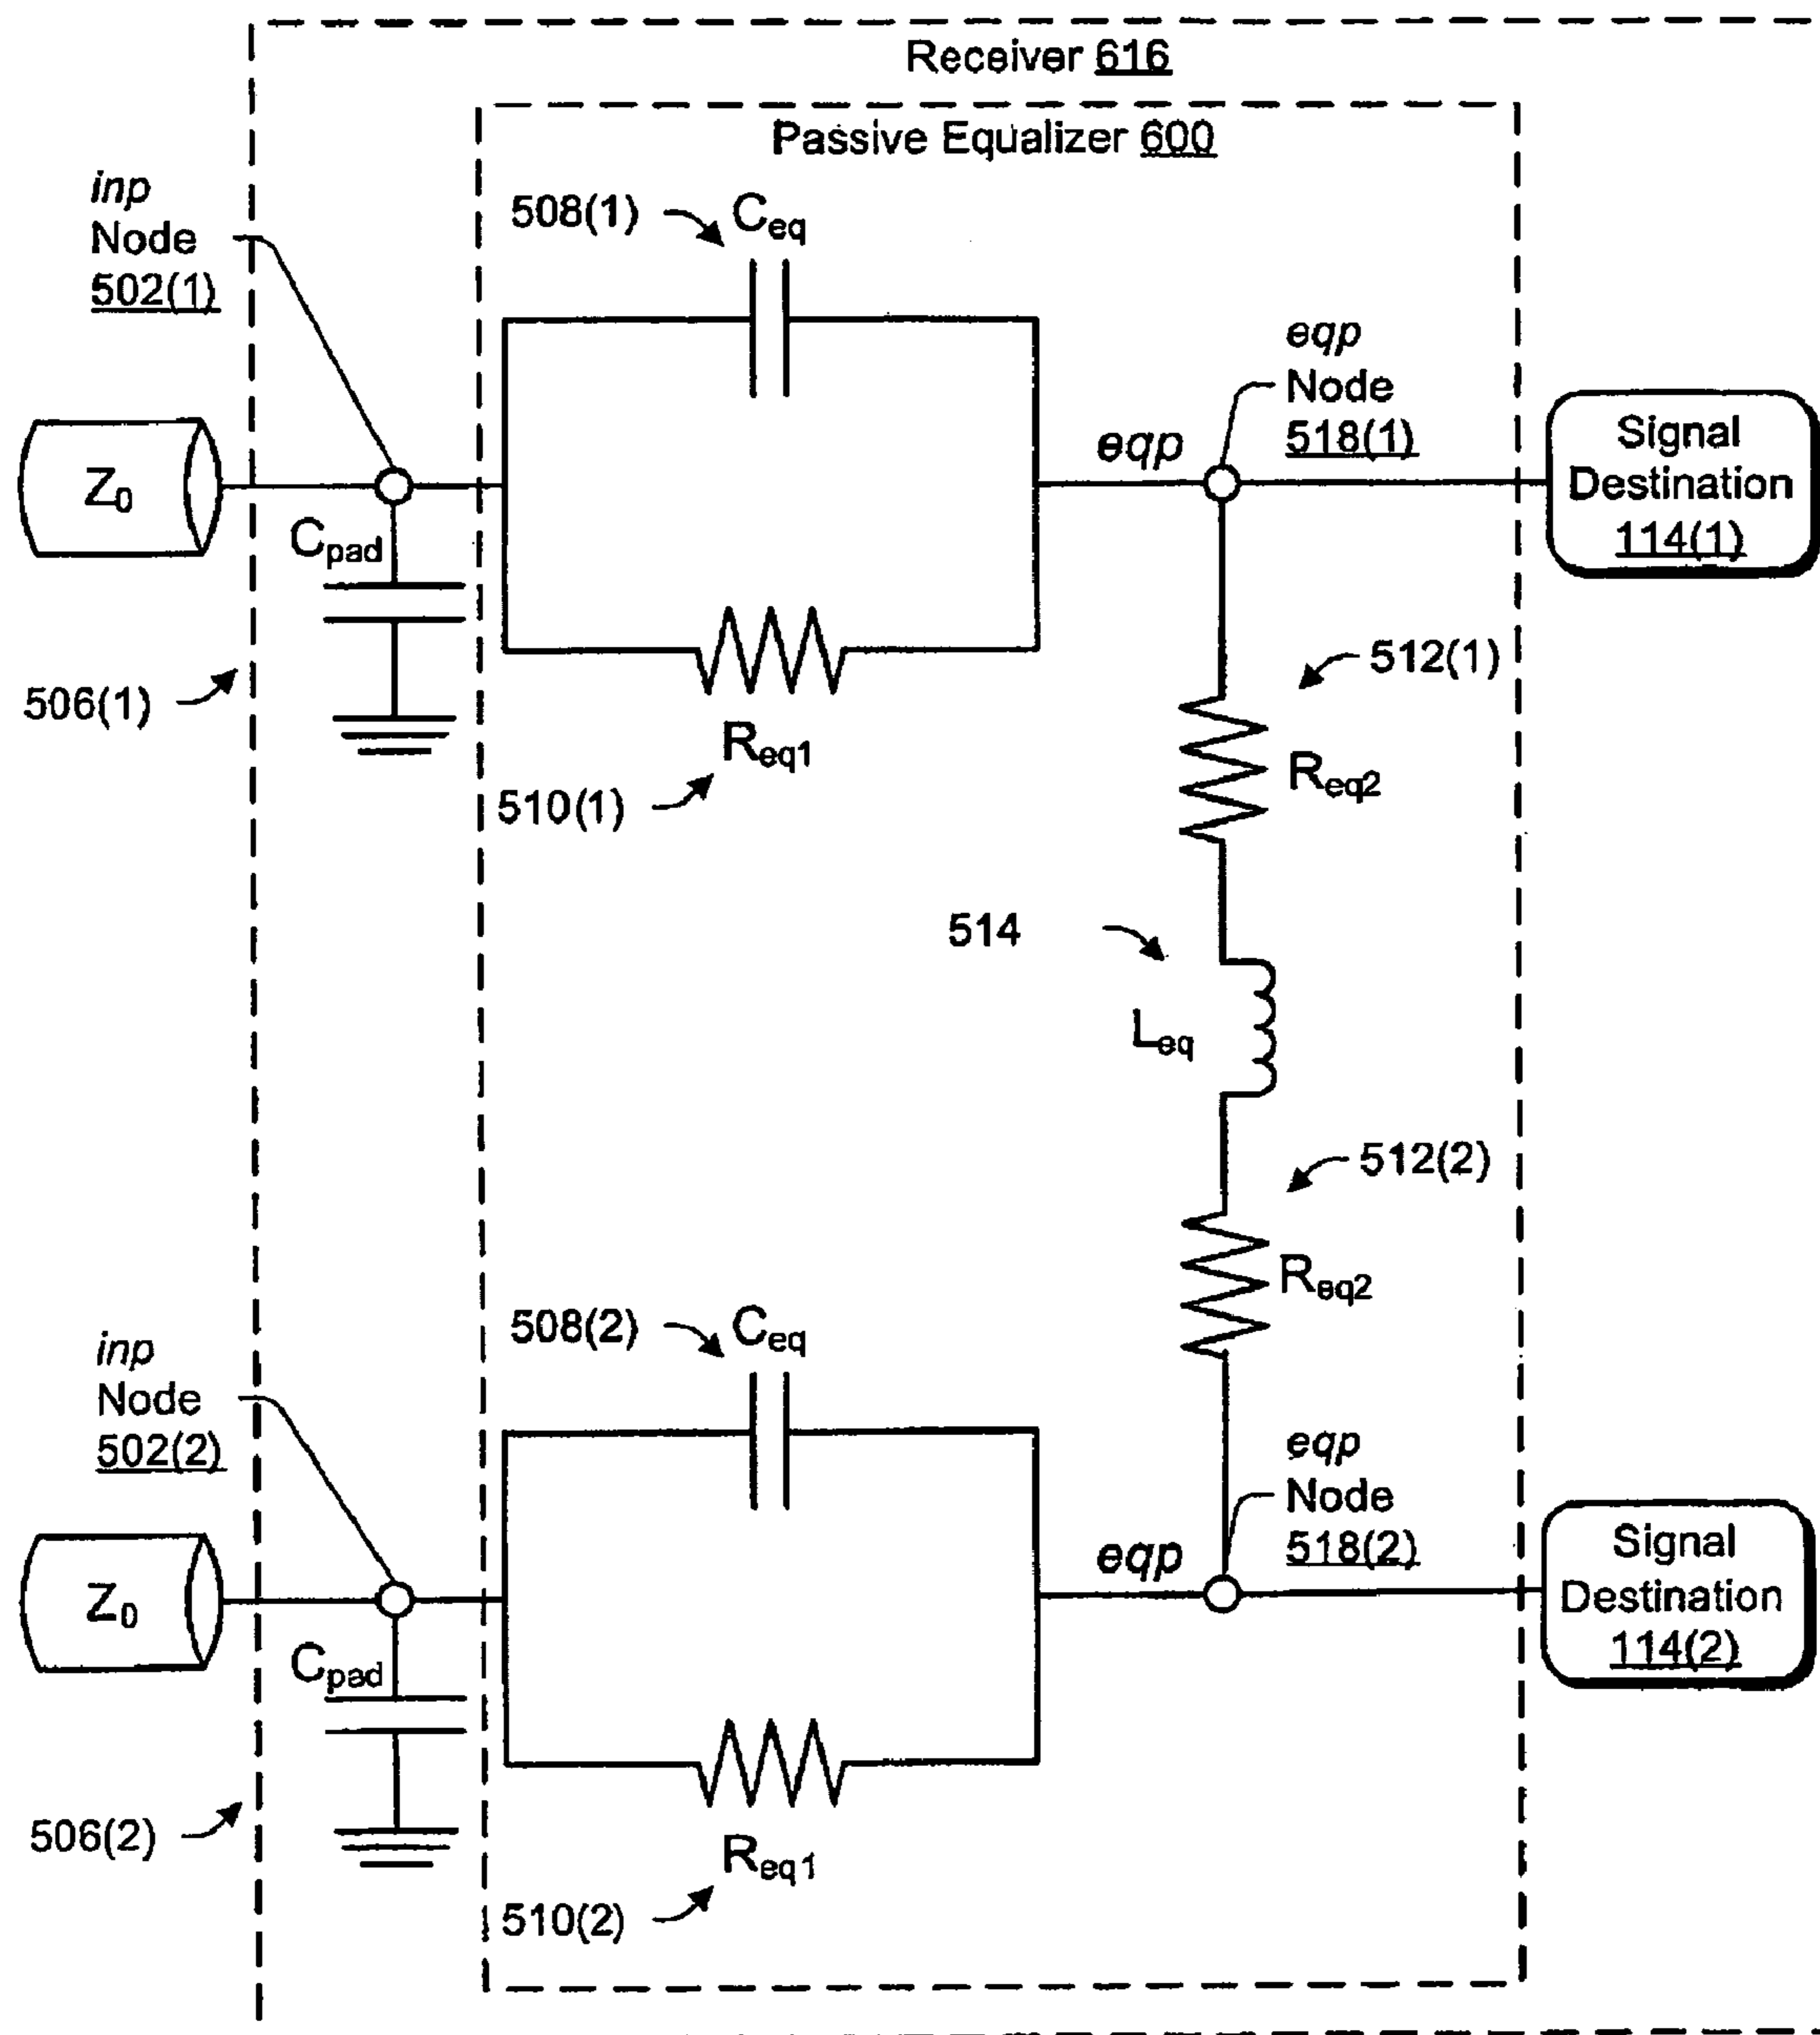 Receiver 616
Passive Equalizer 600
inp
Node
502(1)
508(1)
Ceq
eqp
Node
518(1)
eqp
Z0
Signal
Destination
114(1)
Cpad
506(1)
Req1
510(1)
512(1)
Req2
514
Leq
512(2)
Req2
508(2)
Ceq
inp
Node
502(2)
eqp
Node
518(2)
eqp
Z0
Signal
Destination
114(2)
Cpad
506(2)
Req1
510(2)